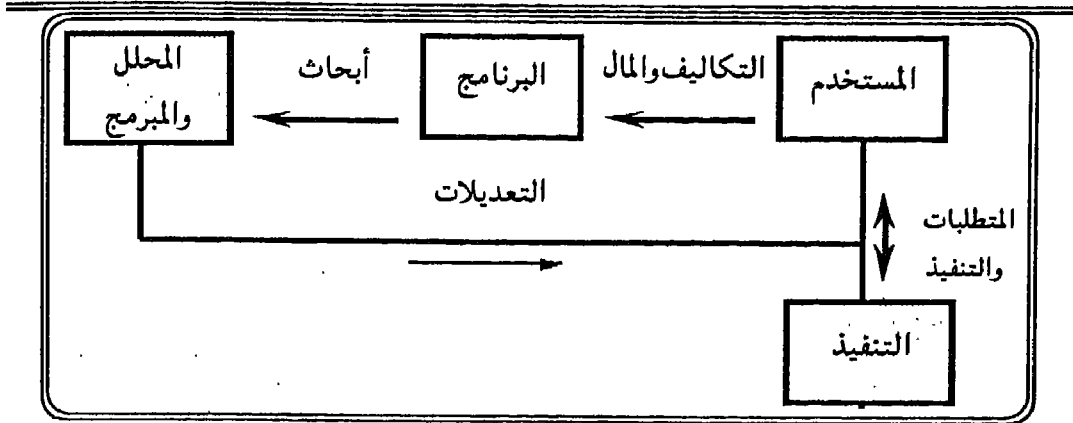 المستخدم
التكاليف والمال
البرنامج
أبحاث
المحلل
والمبرمج
التعديلات
المتطلبات
والتنفيذ
التنفيذ